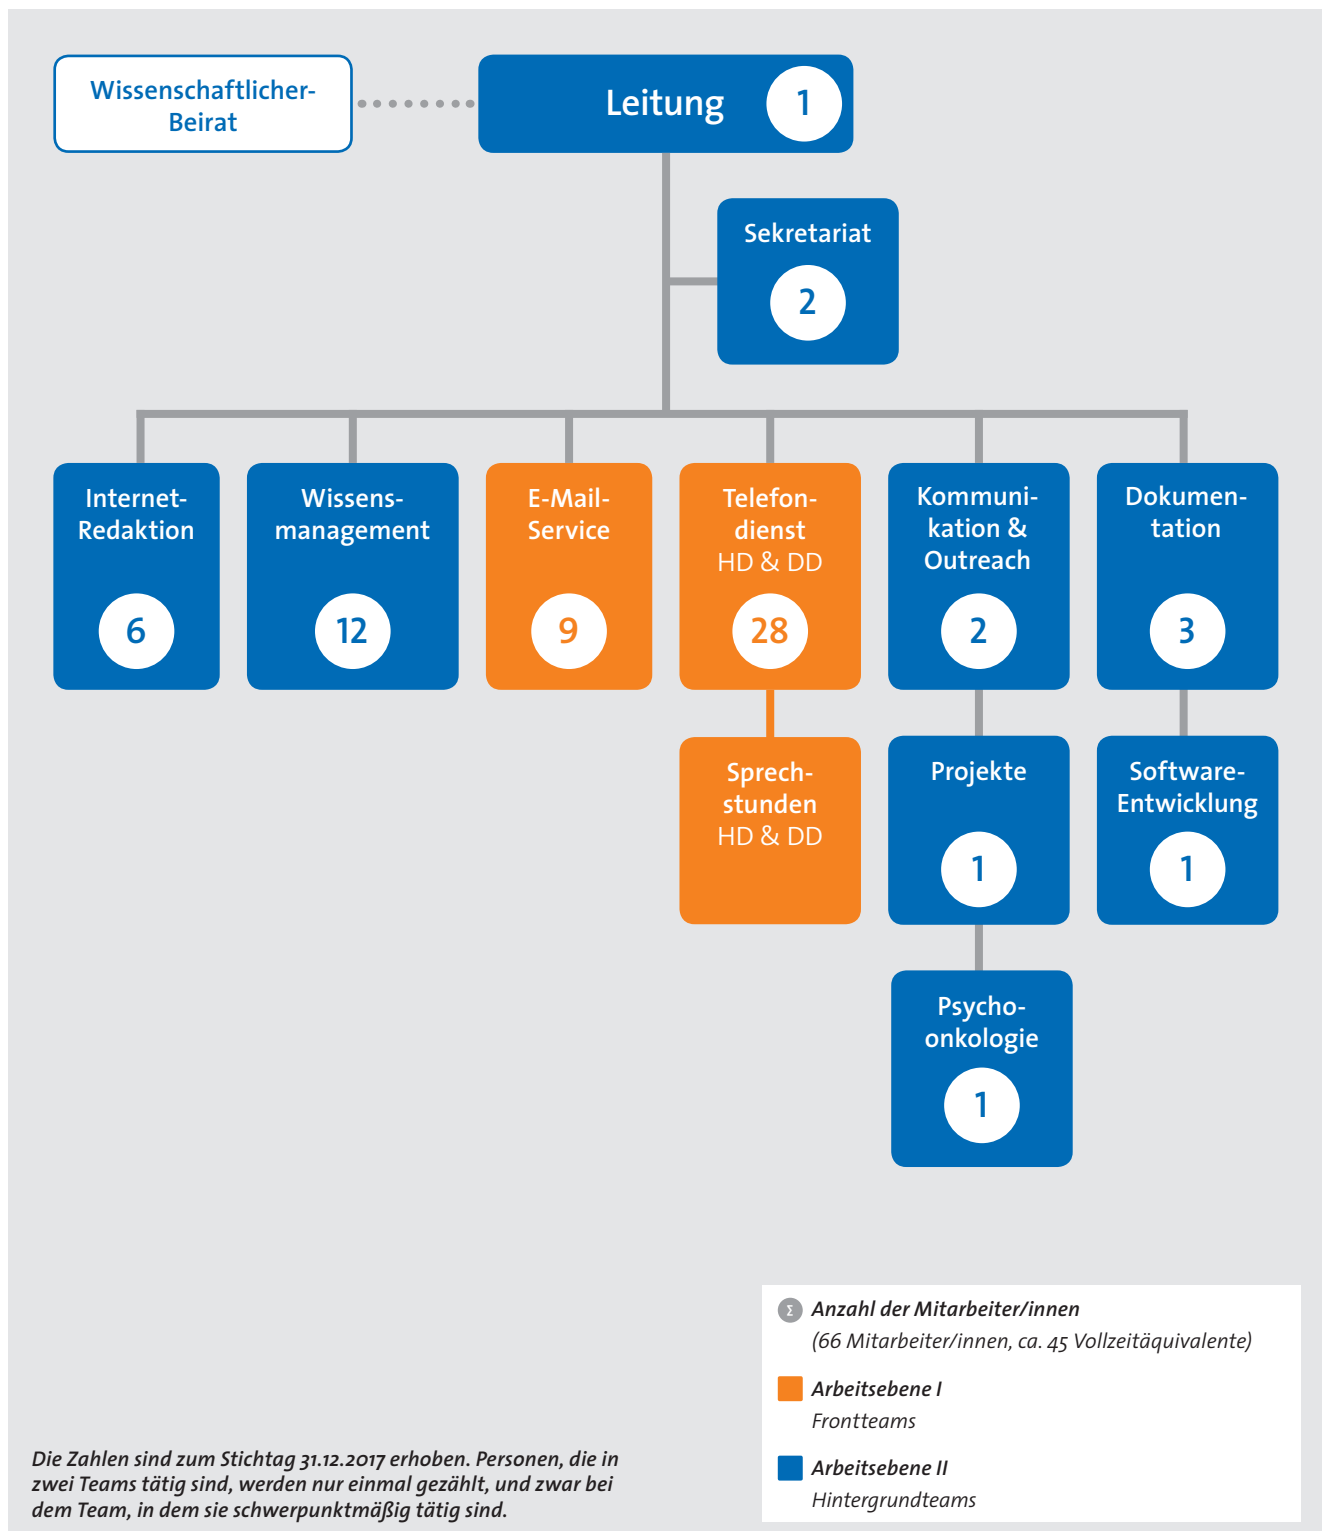 Wissenschaftlicher-
Beirat
Leitung
1
Sekretariat
2
Internet-
Redaktion
6
Wissens-
management
12
E-Mail-
Service
9
Telefon-
dienst
HD & DD
28
Kommuni-
kation &
Outreach
2
Dokumen-
tation
3
Sprech-
stunden
HD & DD
Projekte
1
Software-
Entwicklung
1
Psycho-
onkologie
1
Σ Anzahl der Mitarbeiter/innen
(66 Mitarbeiter/innen, ca. 45 Vollzeitäquivalente)
Arbeitsebene I
Frontteams
Arbeitsebene II
Hintergrundteams
Die Zahlen sind zum Stichtag 31.12.2017 erhoben. Personen, die in
zwei Teams tätig sind, werden nur einmal gezählt, und zwar bei
dem Team, in dem sie schwerpunktmäßig tätig sind.